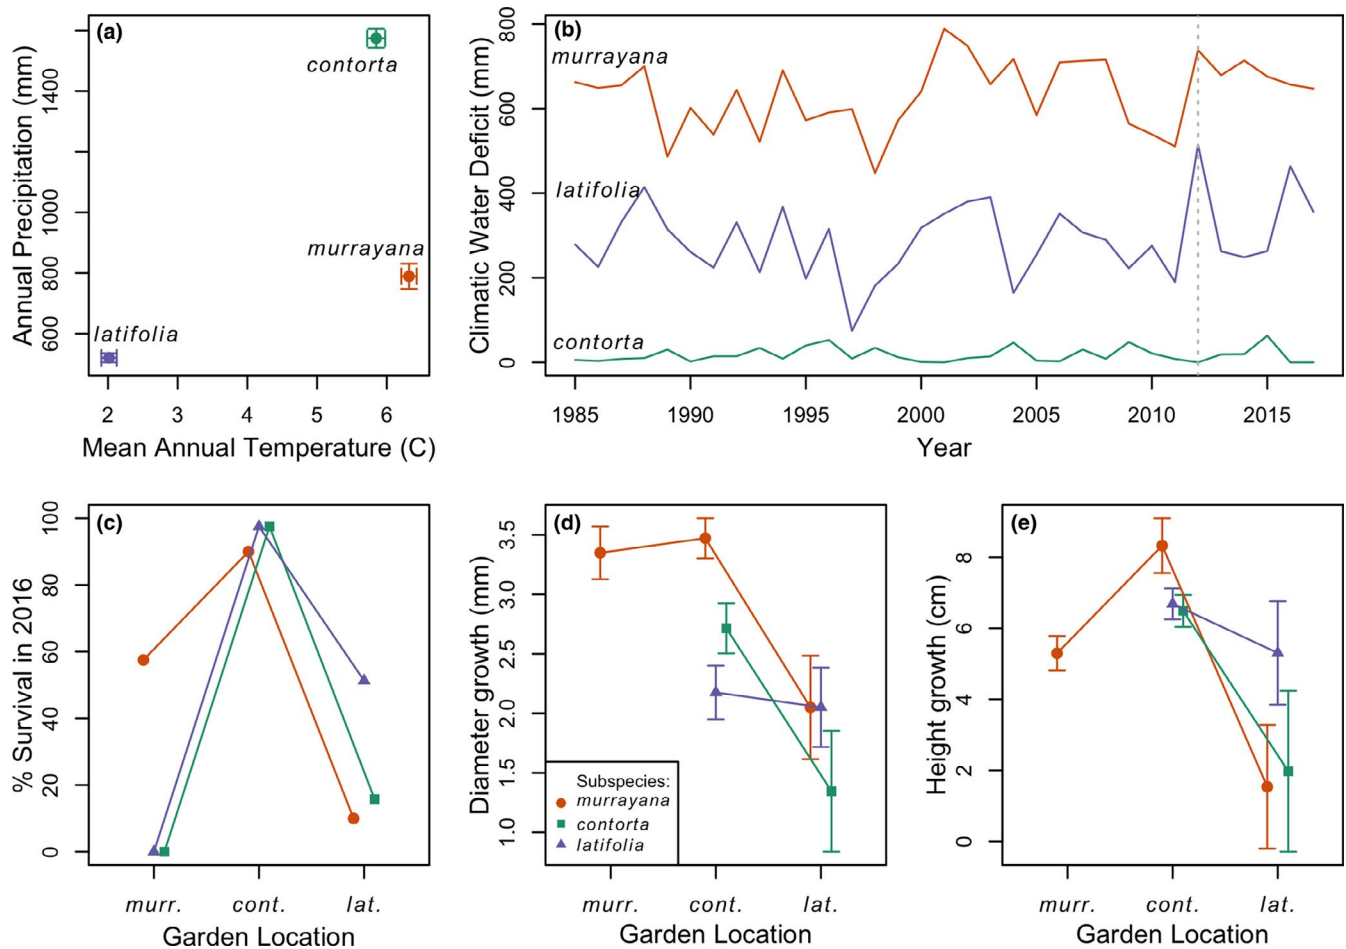 (a)
contorta
murrayana
latifolia
Annual Precipitation (mm)
600
800
1000
1400
2
3
4
5
6
Mean Annual Temperature (C)
(b)
murrayana
latifolia
contorta
Climatic Water Deficit (mm)
0
200
400
600
800
1985
1990
1995
2000
2005
2010
2015
Year
(c)
% Survival in 2016
0
20
40
60
80
100
murr.
cont.
lat.
Garden Location
(d)
Diameter growth (mm)
1.0
1.5
2.0
2.5
3.0
3.5
Subspecies:
murrayana
contorta
latifolia
murr.
cont.
lat.
Garden Location
(e)
Height growth (cm)
0
2
4
6
8
murr.
cont.
lat.
Garden Location